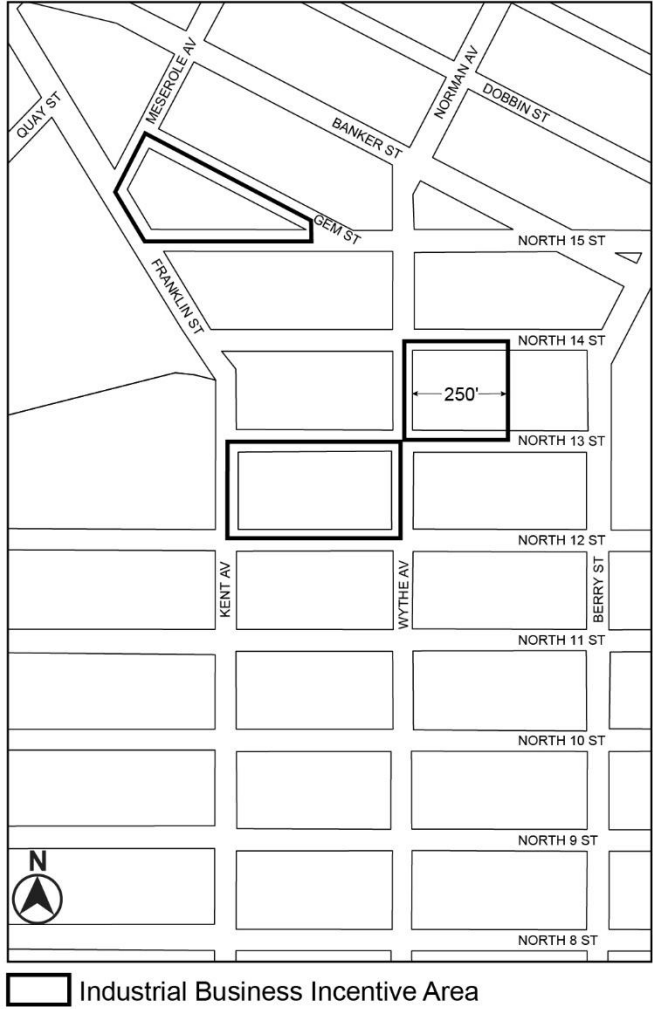 MESEROLE AV
NORMAN AV
QUAY ST
DOBBIN ST
BANKER ST
GEM ST
NORTH 15 ST
FRANKLIN ST
NORTH 14 ST
250'
NORTH 13 ST
NORTH 12 ST
KENT AV
WYTHE AV
BERRY ST
NORTH 11 ST
NORTH 10 ST
NORTH 9 ST
N
NORTH 8 ST
Industrial Business Incentive Area